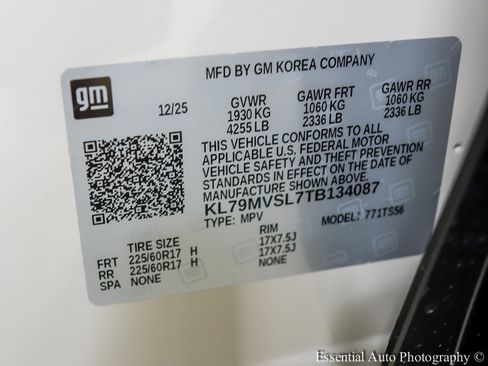 MFD BY GM KOREA COMPANY
gm
12/25
GVWR GAWR FRT GAWR RR
1930 KG 1060 KG 1060 KG
4255 LB 2336 LB 2336 LB
THIS VEHICLE CONFORMS TO ALL
APPLICABLE U.S. FEDERAL MOTOR
VEHICLE SAFETY AND THEFT PREVENTION
STANDARDS IN EFFECT ON THE DATE OF
MANUFACTURE SHOWN ABOVE.
KL79MVSL7TB134087
TYPE: MPV MODEL: 771TS56
TIRE SIZE RIM
FRT 225/60R17 H 17X7.5J
RR 225/60R17 H 17X7.5J
SPA NONE NONE
Essential Auto Photography ©